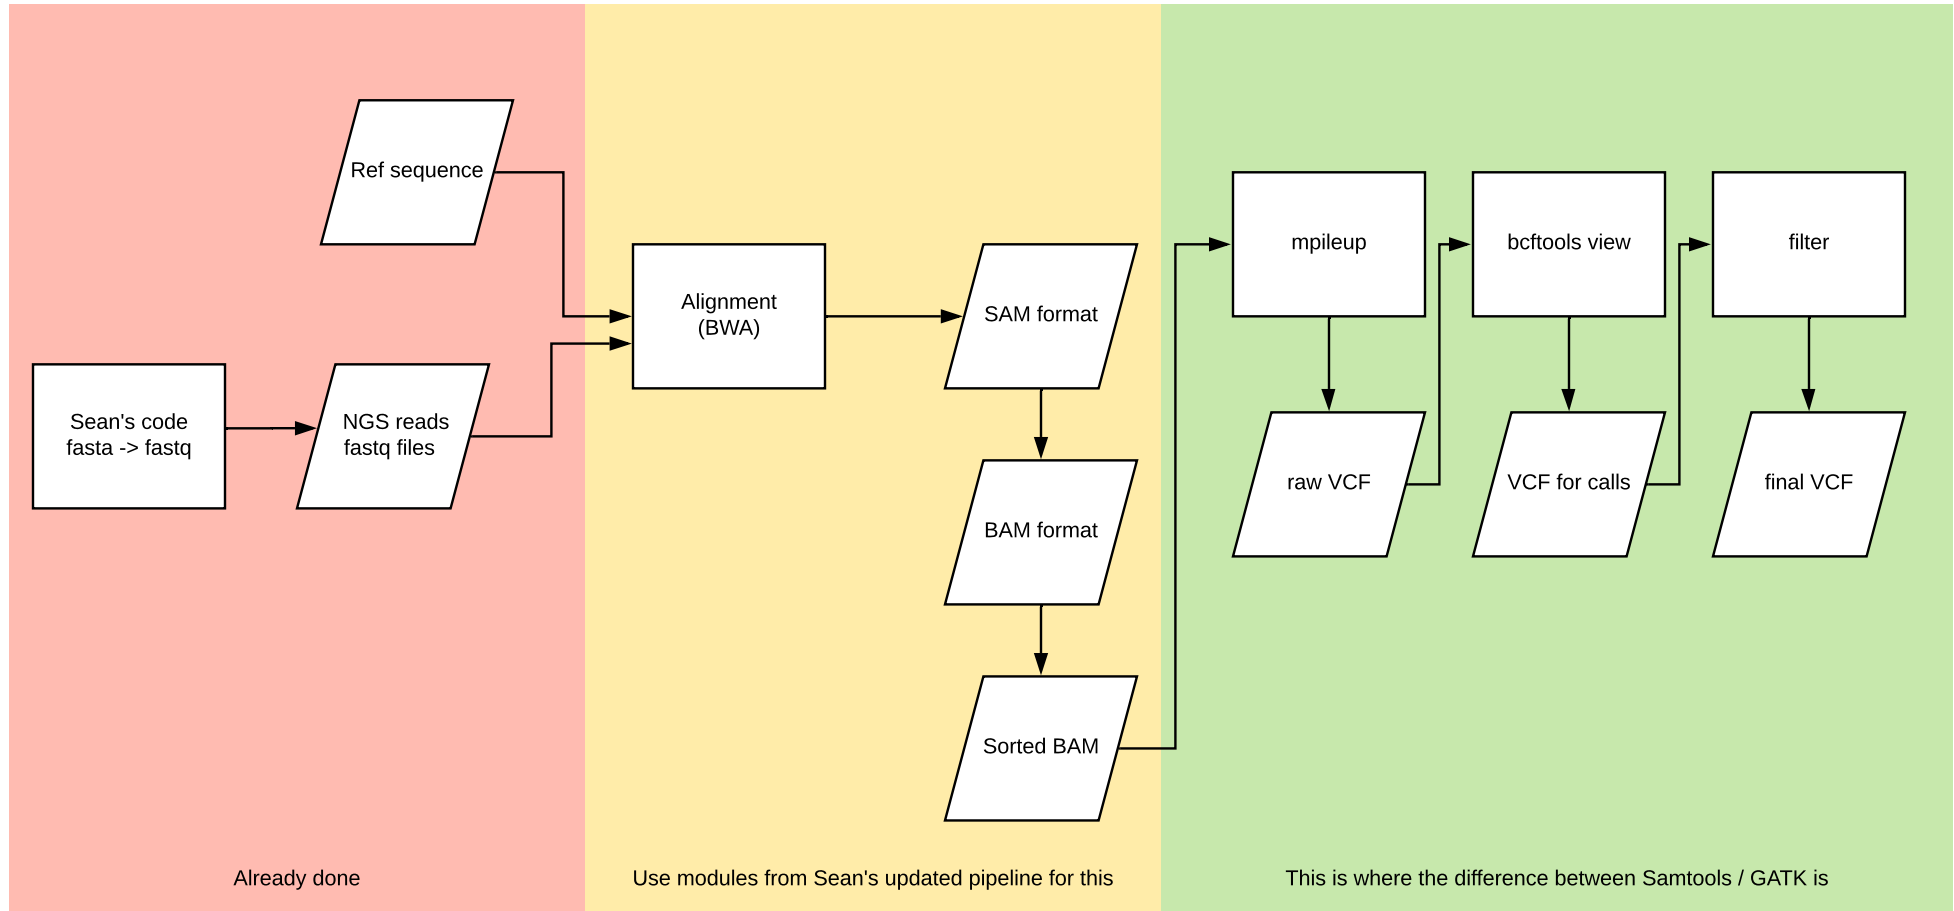 Ref sequence
Sean's code
fasta -> fastq
NGS reads
fastq files
Already done
Alignment
(BWA)
SAM format
BAM format
Sorted BAM
Use modules from Sean's updated pipeline for this
mpileup
bcftools view
filter
raw VCF
VCF for calls
final VCF
This is where the difference between Samtools / GATK is